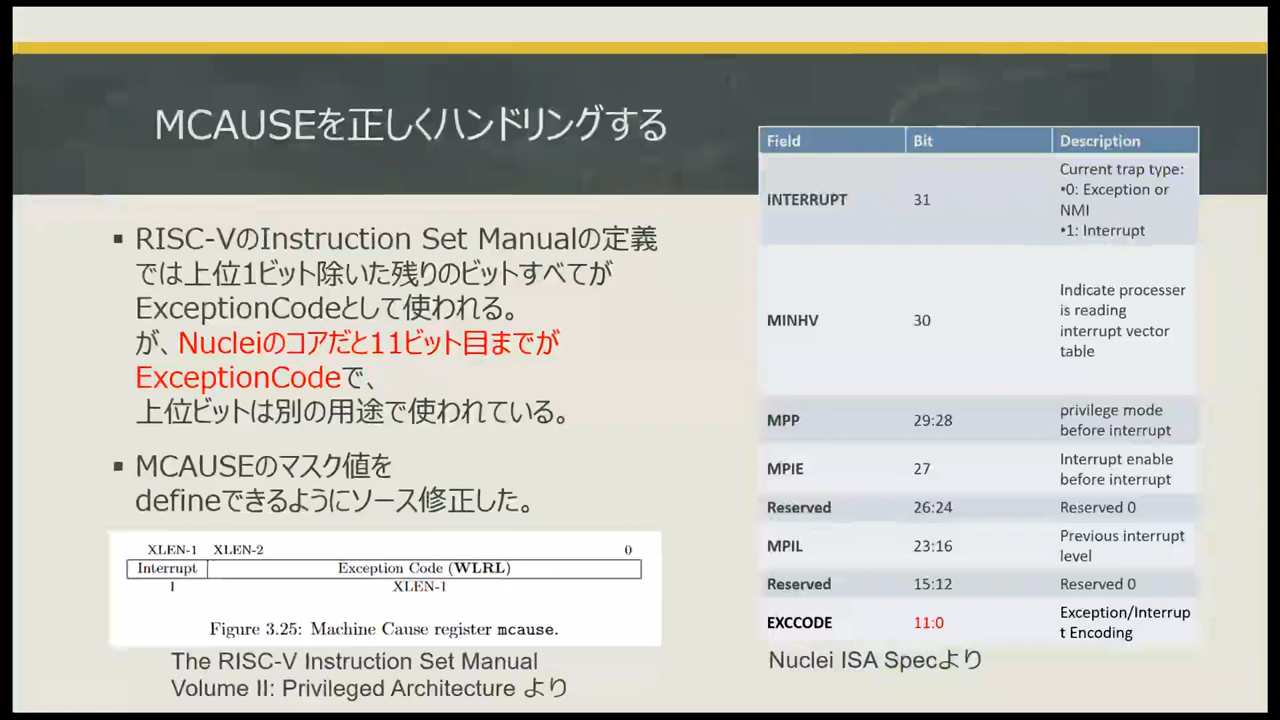 MCAUSEを正しくハンドリングする
▪ RISC-VのInstruction Set Manualの定義
では上位1ビット除いた残りのビットすべてが
ExceptionCodeとして使われる。
が、Nucleiのコアだと11ビット目までが
ExceptionCodeで、
上位ビットは別の用途で使われている。
▪ MCAUSEのマスク値を
defineできるようにソース修正した。
XLEN-1 XLEN-2 0
Interrupt Exception Code (WLRL)
1 XLEN-1
Figure 3.25: Machine Cause register mcause.
The RISC-V Instruction Set Manual
Volume II: Privileged Architecture より
Field Bit Description
INTERRUPT 31 Current trap type:
•0: Exception or
NMI
•1: Interrupt
MINHV 30 Indicate processer
is reading
interrupt vector
table
MPP 29:28 privilege mode
before interrupt
MPIE 27 Interrupt enable
before interrupt
Reserved 26:24 Reserved 0
MPIL 23:16 Previous interrupt
level
Reserved 15:12 Reserved 0
EXCCODE 11:0 Exception/Interrup
t Encoding
Nuclei ISA Specより